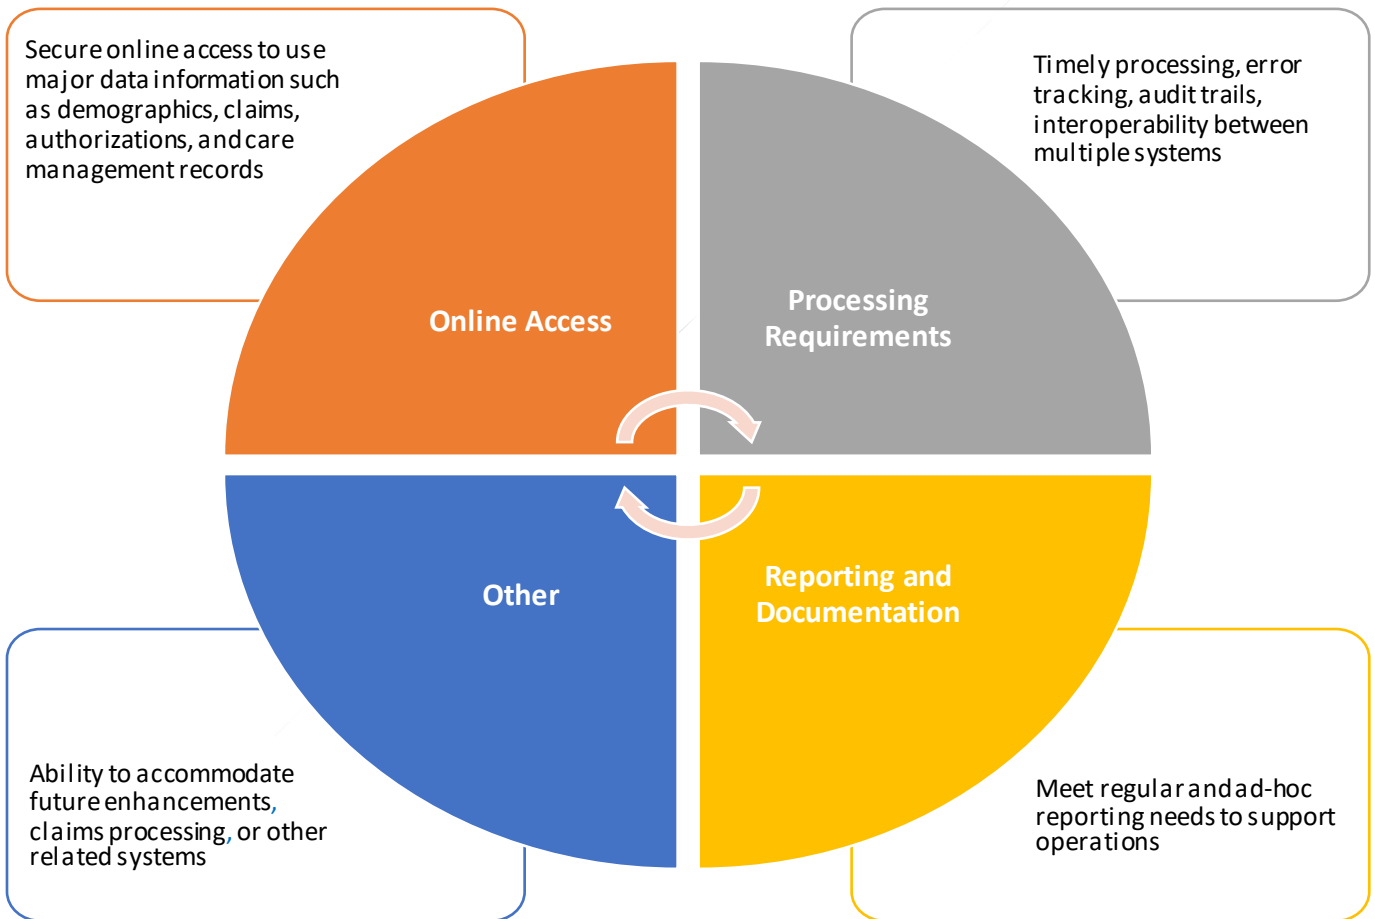 Secure online access to use
major data information such
as demographics, claims,
authorizations, and care
management records
Timely processing, error
tracking, audit trails,
interoperability between
multiple systems
Online Access
Processing
Requirements
Other
Reporting and
Documentation
Ability to accommodate
future enhancements,
claims processing, or other
related systems
Meet regular and ad-hoc
reporting needs to support
operations